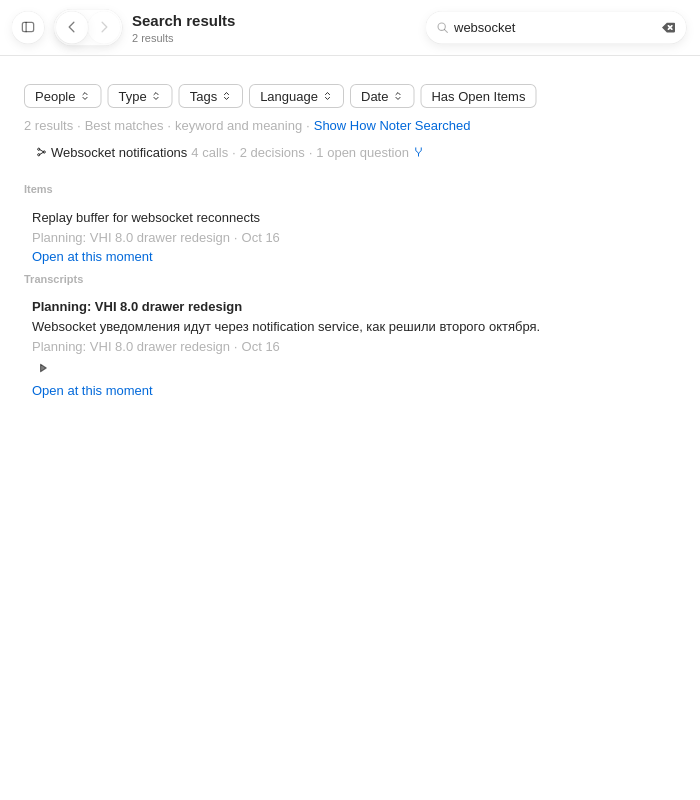 Search results
2 results
websocket
People
Type
Tags
Language
Date
Has Open Items
2 results · Best matches · keyword and meaning · Show How Noter Searched
Websocket notifications 4 calls · 2 decisions · 1 open question
Items
Replay buffer for websocket reconnects
Planning: VHI 8.0 drawer redesign · Oct 16
Open at this moment
Transcripts
Planning: VHI 8.0 drawer redesign
Websocket уведомления идут через notification service, как решили второго октября.
Planning: VHI 8.0 drawer redesign · Oct 16
Open at this moment